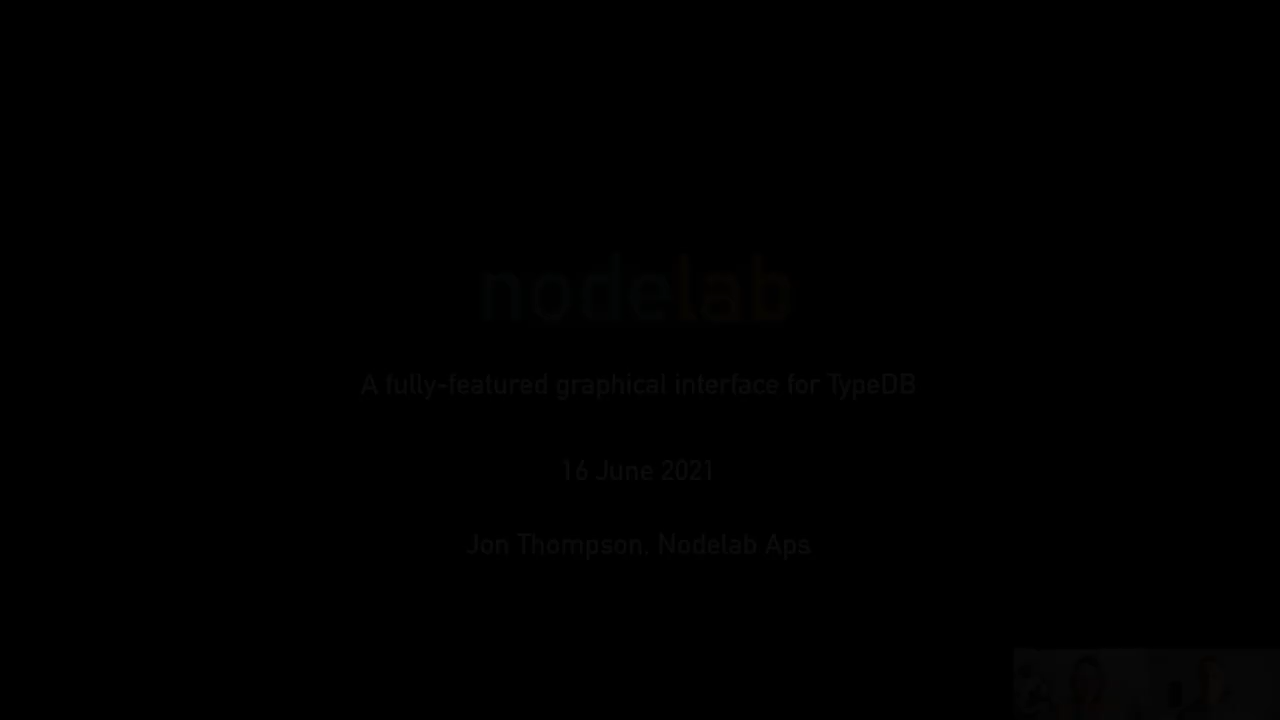 nodelab
A fully-featured graphical interface for TypeDB
16 June 2021
Jon Thompson, Nodelab Aps